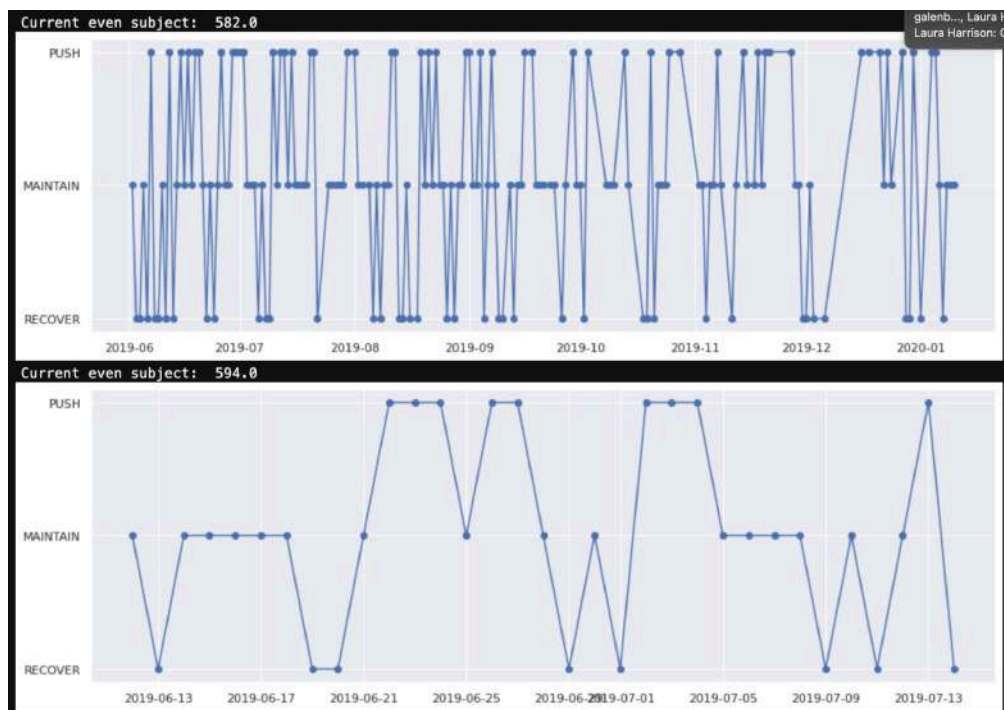 Current even subject:  582.0
galenb..., Laura H
Laura Harrison: C
PUSH
MAINTAIN
RECOVER
2019-06 2019-07 2019-08 2019-09 2019-10 2019-11 2019-12 2020-01
Current even subject:  594.0
PUSH
MAINTAIN
RECOVER
2019-06-13 2019-06-17 2019-06-21 2019-06-25 2019-06-29 2019-07-01 2019-07-05 2019-07-09 2019-07-13